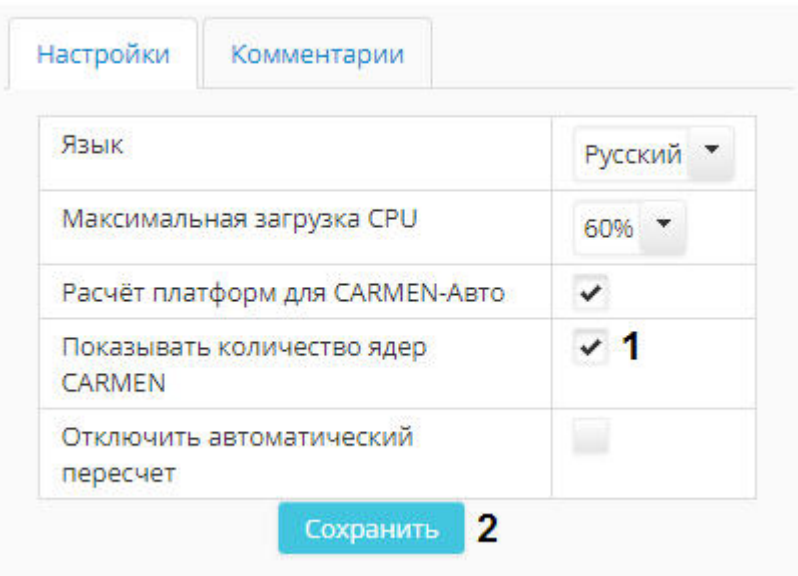 Настройки Комментарии
Язык Русский
Максимальная загрузка CPU 60%
Расчёт платформ для CARMEN-Авто
Показывать количество ядер 1
CARMEN
Отключить автоматический
пересчет
Сохранить 2